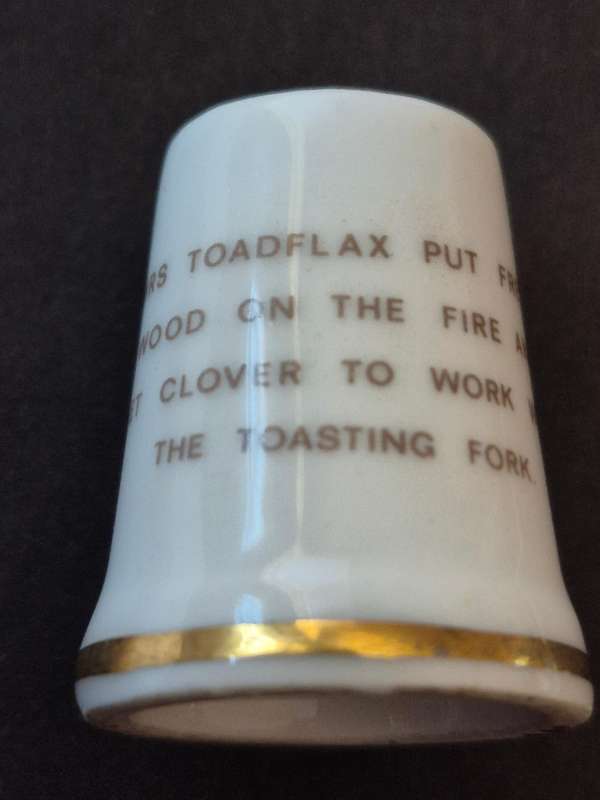 TOADFLAX PUT
WOOD ON THE FIRE
CLOVER TO WORK
THE TOASTING FORK.